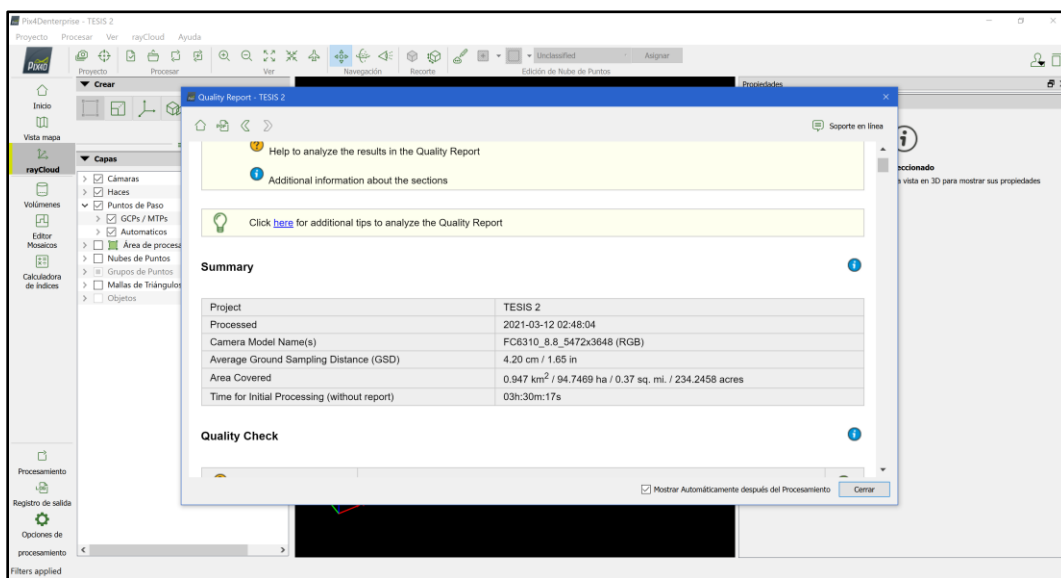 Pix4Denterprise - TESIS 2
Proyecto Procesar Ver rayCloud Ayuda
PIX4D
Proyecto Procesar Ver Navegación Recorte Edición de Nube de Puntos
Unclassified Asignar
Inicio
Vista mapa
rayCloud
Volúmenes
Editor
Mosaicos
Calculadora
de índices
Procesamiento
Registro de salida
Opciones de
procesamiento
Crear
Capas
Cámaras
Haces
Puntos de Paso
GCPs / MTPs
Automaticos
Área de procesa
Nubes de Puntos
Grupos de Puntos
Mallas de Triángulos
Objetos
Quality Report - TESIS 2
Soporte en línea
Help to analyze the results in the Quality Report
Additional information about the sections
Click here for additional tips to analyze the Quality Report
Summary
Project TESIS 2
Processed 2021-03-12 02:48:04
Camera Model Name(s) FC6310_8.8_5472x3648 (RGB)
Average Ground Sampling Distance (GSD) 4.20 cm / 1.65 in
Area Covered 0.947 km2 / 94.7469 ha / 0.37 sq. mi. / 234.2458 acres
Time for Initial Processing (without report) 03h:30m:17s
Quality Check
Mostrar Automáticamente después del Procesamiento Cerrar
Propiedades
eccionado
a vista en 3D para mostrar sus propiedades
Filters applied